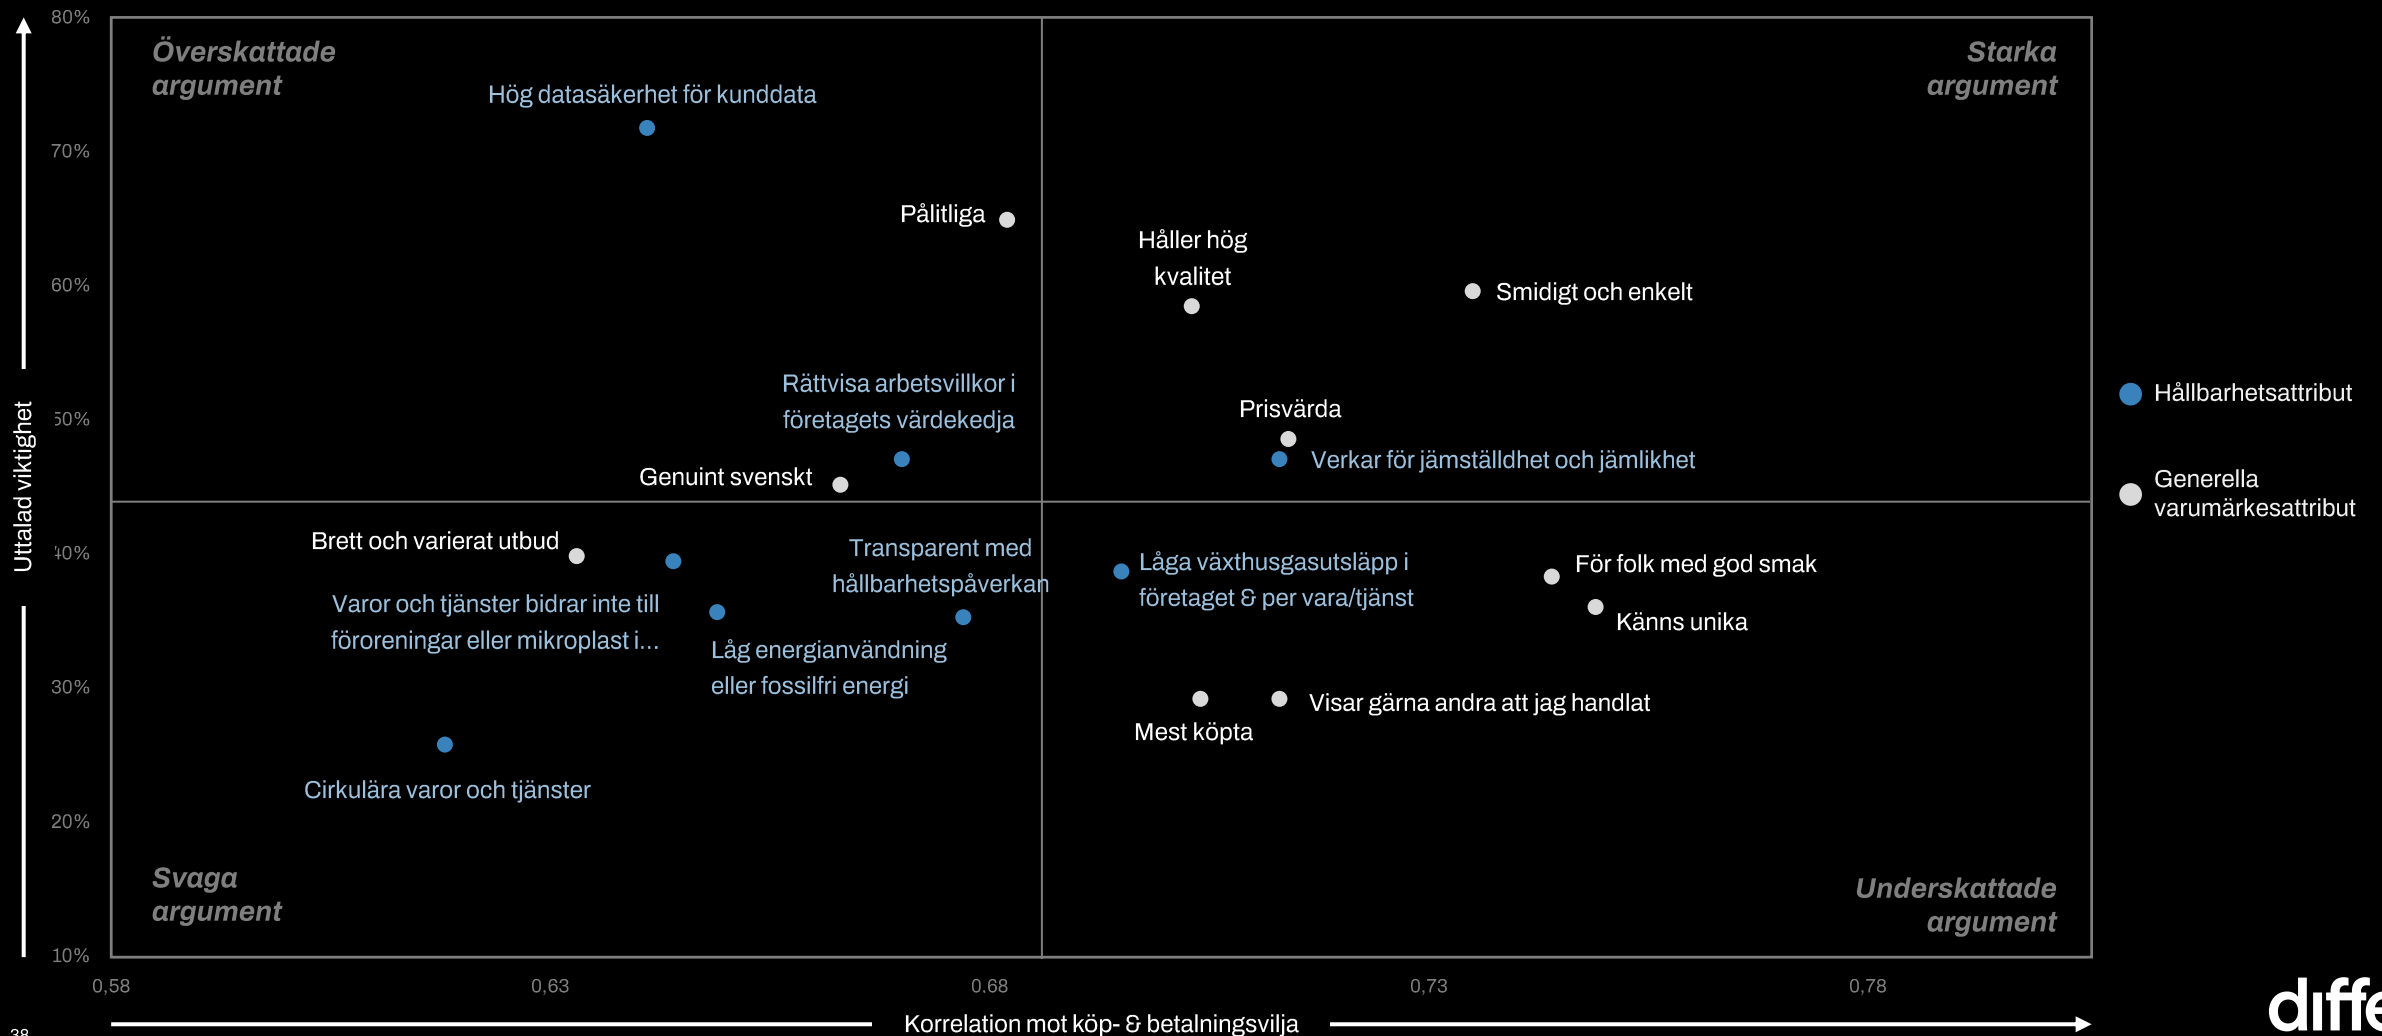 80%
Överskattade
argument
Starka
argument
Hög datasäkerhet för kunddata
70%
Pålitliga
Håller hög
kvalitet
60%
Smidigt och enkelt
Rättvisa arbetsvillkor i
företagets värdekedja
Hållbarhetsattribut
50%
Prisvärda
Verkar för jämställdhet och jämlikhet
Genuint svenskt
Generella
varumärkesattribut
Uttalad viktighet
Brett och varierat utbud
40%
Transparent med
hållbarhetspåverkan
Låga växthusgasutsläpp i
företaget & per vara/tjänst
För folk med god smak
Känns unika
Varor och tjänster bidrar inte till
föroreningar eller mikroplast i...
Låg energianvändning
eller fossilfri energi
30%
Visar gärna andra att jag handlat
Mest köpta
Cirkulära varor och tjänster
20%
Svaga
argument
Underskattade
argument
10%
0,58
0,63
0.68
0,73
0,78
Korrelation mot köp- & betalningsvilja
38